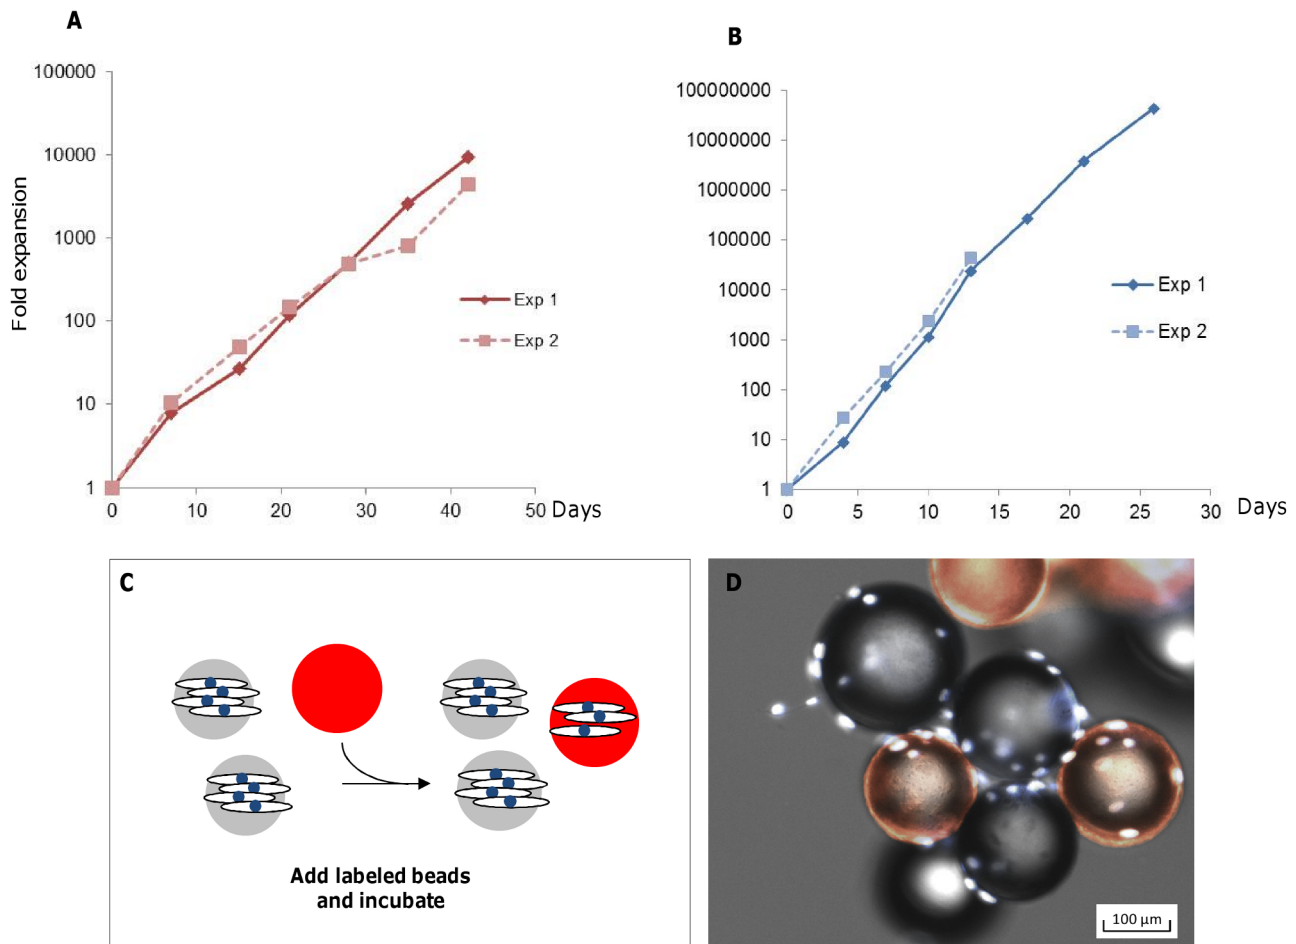 A
100000
10000
1000
100
10
1
0
10
20
30
40
50
Days
Fold expansion
Exp 1
Exp 2
B
100000000
10000000
1000000
100000
10000
1000
100
10
1
0
5
10
15
20
25
30
Days
Exp 1
Exp 2
C
Add labeled beads
and incubate
D
100 µm